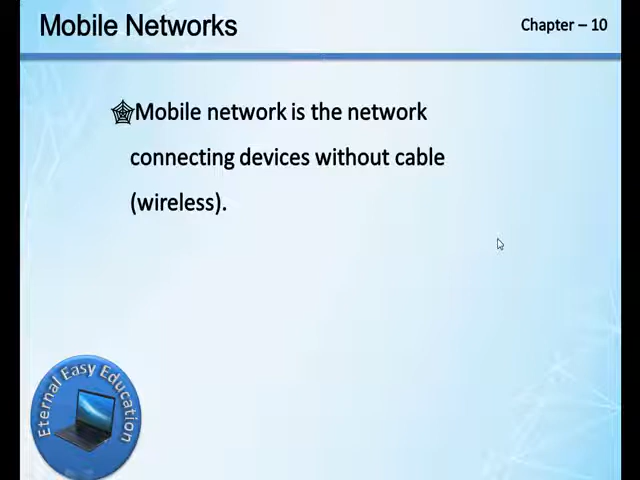 Mobile Networks
Chapter – 10
Mobile network is the network
connecting devices without cable
(wireless).
Eternal Easy Education